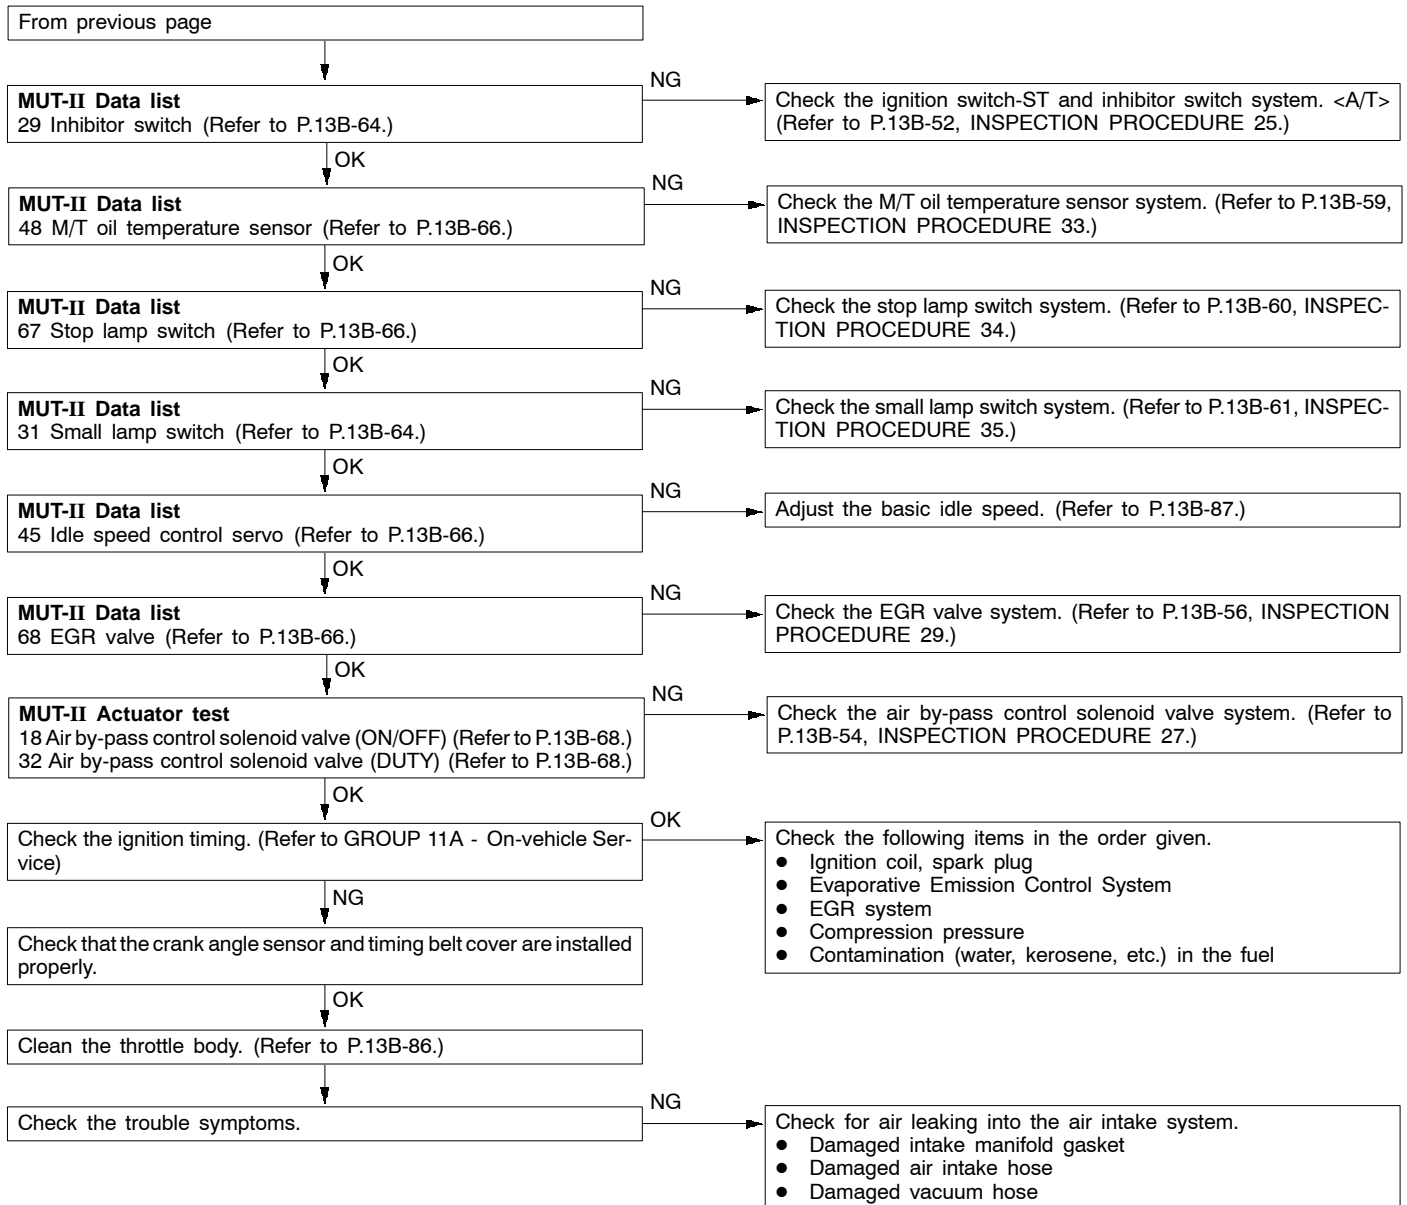 From previous page
NG
MUT-II Data list
29 Inhibitor switch (Refer to P.13B-64.)
Check the ignition switch-ST and inhibitor switch system. <A/T>
(Refer to P.13B-52, INSPECTION PROCEDURE 25.)
OK
NG
MUT-II Data list
48 M/T oil temperature sensor (Refer to P.13B-66.)
Check the M/T oil temperature sensor system. (Refer to P.13B-59,
INSPECTION PROCEDURE 33.)
OK
NG
MUT-II Data list
67 Stop lamp switch (Refer to P.13B-66.)
Check the stop lamp switch system. (Refer to P.13B-60, INSPEC-
TION PROCEDURE 34.)
OK
NG
MUT-II Data list
31 Small lamp switch (Refer to P.13B-64.)
Check the small lamp switch system. (Refer to P.13B-61, INSPEC-
TION PROCEDURE 35.)
OK
NG
MUT-II Data list
45 Idle speed control servo (Refer to P.13B-66.)
Adjust the basic idle speed. (Refer to P.13B-87.)
OK
NG
MUT-II Data list
68 EGR valve (Refer to P.13B-66.)
Check the EGR valve system. (Refer to P.13B-56, INSPECTION
PROCEDURE 29.)
OK
NG
MUT-II Actuator test
18 Air by-pass control solenoid valve (ON/OFF) (Refer to P.13B-68.)
32 Air by-pass control solenoid valve (DUTY) (Refer to P.13B-68.)
Check the air by-pass control solenoid valve system. (Refer to
P.13B-54, INSPECTION PROCEDURE 27.)
OK
OK
Check the ignition timing. (Refer to GROUP 11A - On-vehicle Ser-
vice)
Check the following items in the order given.
● Ignition coil, spark plug
● Evaporative Emission Control System
● EGR system
● Compression pressure
● Contamination (water, kerosene, etc.) in the fuel
NG
Check that the crank angle sensor and timing belt cover are installed
properly.
OK
Clean the throttle body. (Refer to P.13B-86.)
NG
Check the trouble symptoms.
Check for air leaking into the air intake system.
● Damaged intake manifold gasket
● Damaged air intake hose
● Damaged vacuum hose